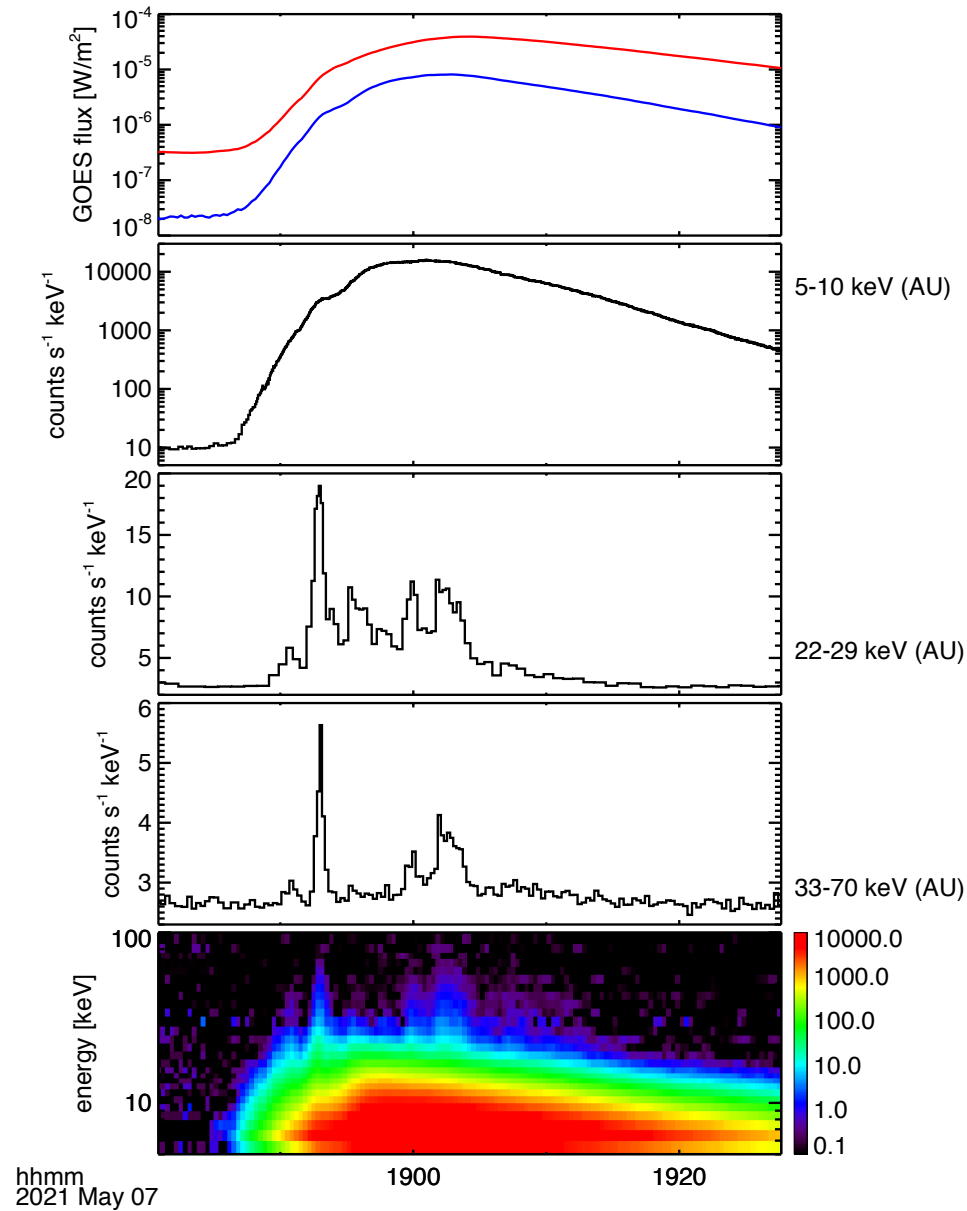 10⁻⁴
10⁻⁵
10⁻⁶
10⁻⁷
10⁻⁸
GOES flux [W/m²]
10000
1000
100
10
counts s⁻¹ keV⁻¹
5-10 keV (AU)
20
15
10
5
counts s⁻¹ keV⁻¹
22-29 keV (AU)
6
5
4
3
counts s⁻¹ keV⁻¹
33-70 keV (AU)
100
10
energy [keV]
10000.0
1000.0
100.0
10.0
1.0
0.1
1900 1920
hhmm
2021 May 07